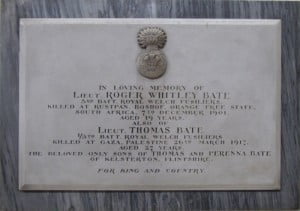 IN LOVING MEMORY OF
LIEUT ROGER WHITLEY BATE
5TH BATT. ROYAL WELCH FUSILIERS,
KILLED AT RUSTPAN, BOSHOF, ORANGE FREE STATE,
SOUTH AFRICA, 7TH DECEMBER 1901
AGED 19 YEARS.
ALSO OF
LIEUT THOMAS BATE
1/5TH BATT. ROYAL WELCH FUSILIERS
KILLED AT GAZA, PALESTINE 26TH MARCH 1917,
AGED 27 YEARS.
THE BELOVED ONLY SONS OF THOMAS AND PERENNA BATE
OF KELSTERTON, FLINTSHIRE.
FOR KING AND COUNTRY